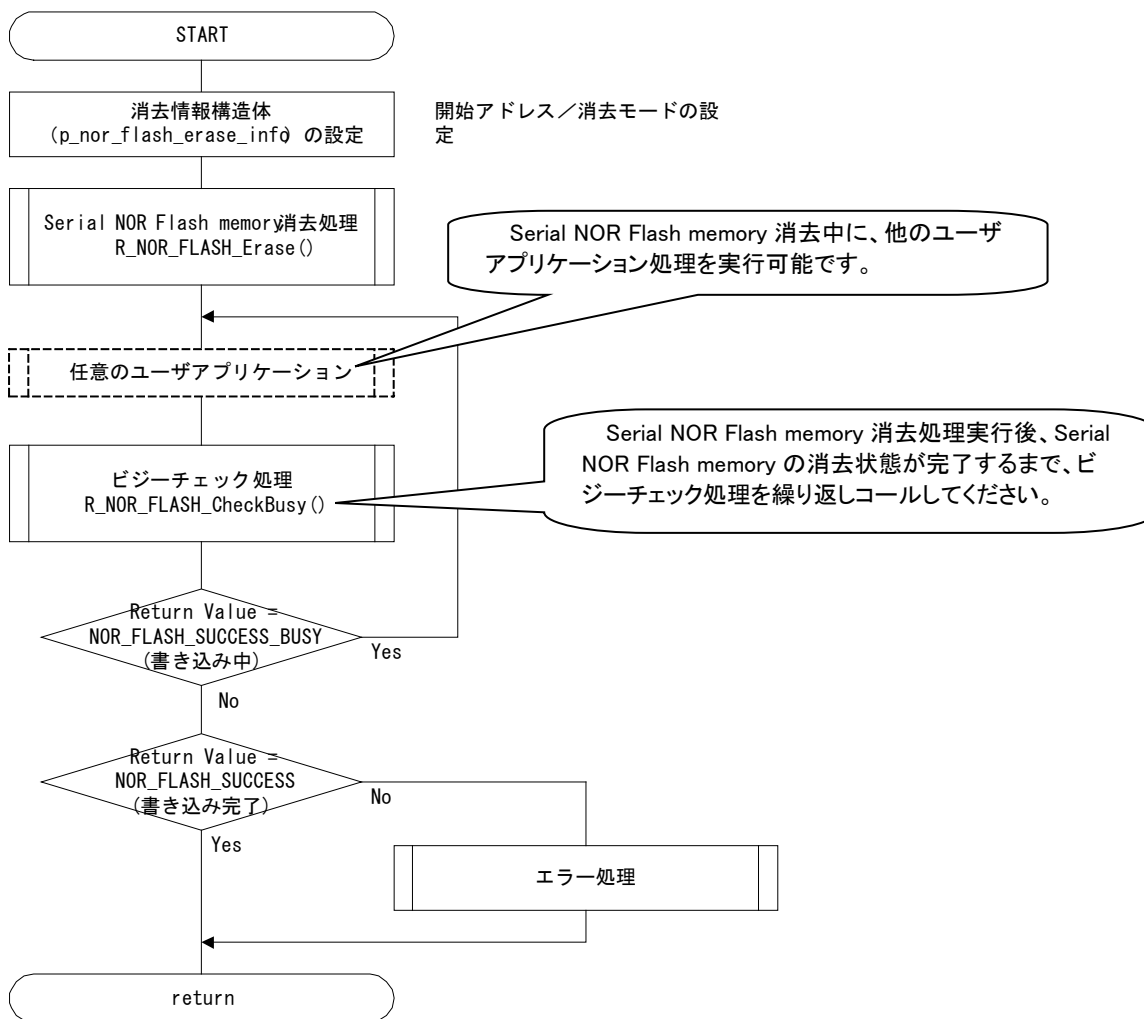 START
消去情報構造体
(p_nor_flash_erase_info) の設定
開始アドレス／消去モードの設
定
Serial NOR Flash memory消去処理
R_NOR_FLASH_Erase()
Serial NOR Flash memory 消去中に、他のユーザ
アプリケーション処理を実行可能です。
任意のユーザアプリケーション
ビジーチェック処理
R_NOR_FLASH_CheckBusy()
Serial NOR Flash memory 消去処理実行後、Serial
NOR Flash memory の消去状態が完了するまで、ビ
ジーチェック処理を繰り返しコールしてください。
Return Value =
NOR_FLASH_SUCCESS_BUSY
(書き込み中)
Yes
No
Return Value =
NOR_FLASH_SUCCESS
(書き込み完了)
No
Yes
エラー処理
return